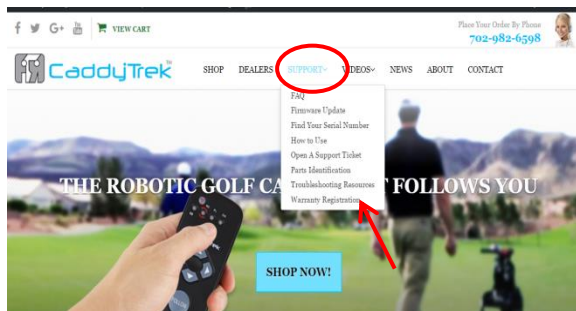 f G+ You VIEW CART
Place Your Order By Phone
702-982-6598
CaddyTrek
SHOP DEALERS SUPPORT VIDEOS NEWS ABOUT CONTACT
FAQ
Firmware Update
Find Your Serial Number
How to Use
Open A Support Ticket
Parts Identification
Troubleshooting Resources
Warranty Registration
THE ROBOTIC GOLF CA T FOLLOWS YOU
SHOP NOW!